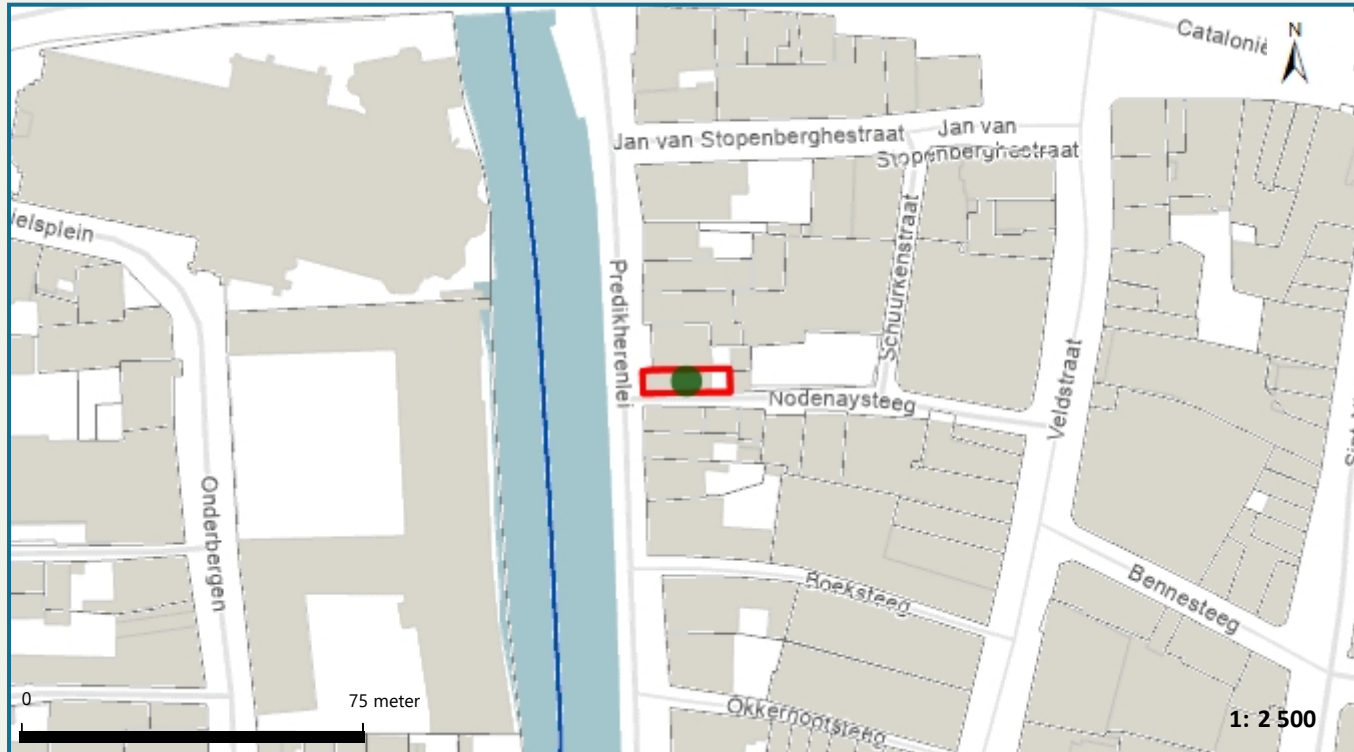 Catalonië
N
Jan van Stopenberghestraat
Jan van
Stopenberghestraat
ielsplein
Schuurkenstraat
Predikherenlei
Veldstraat
Nodenaysteeg
Onderbergen
Bennesteeg
Boeksteeg
Okkernootsteeg
0
75 meter
1: 2 500